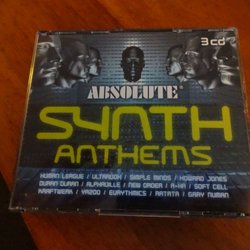 3cd
ABSOLUTE
SYNTH
ANTHEMS
HUMAN LEAGUE / ULTRAVOX / SIMPLE MINDS / HOWARD JONES
DURAN DURAN / ALPHAVILLE / NEW ORDER / A-HA / SOFT CELL
KRAFTWERK / YAZOO / EURYTHMICS / RATATA / GARY NUMAN